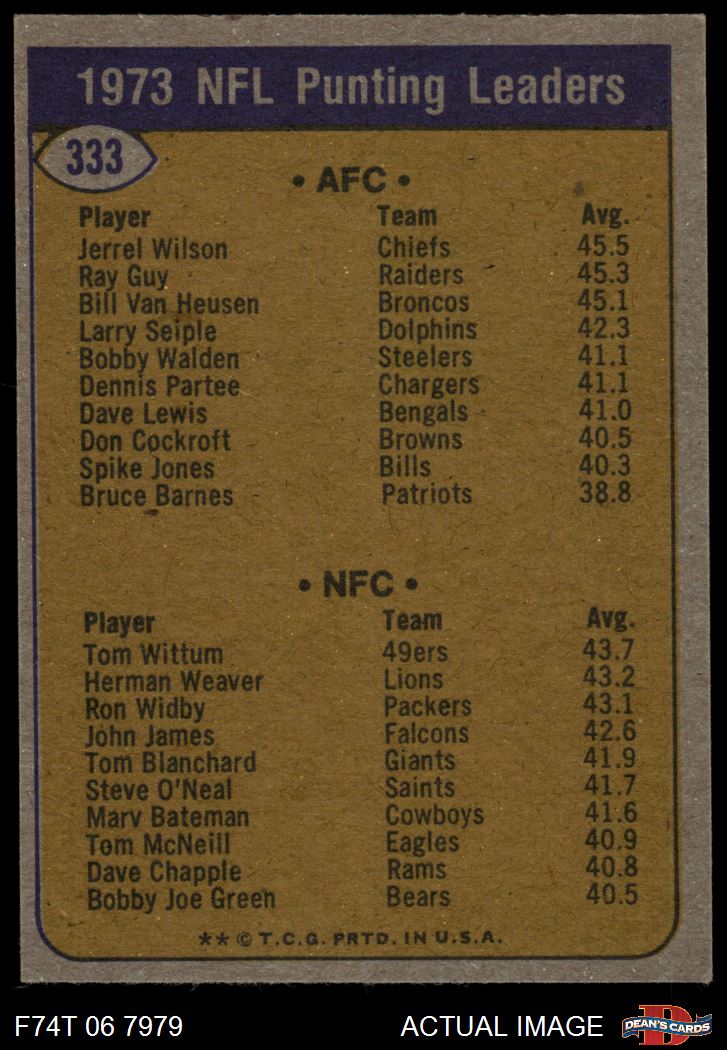 1973 NFL Punting Leaders
333
• AFC •
Player Team Avg.
Jerrel Wilson Chiefs 45.5
Ray Guy Raiders 45.3
Bill Van Heusen Broncos 45.1
Larry Seiple Dolphins 42.3
Bobby Walden Steelers 41.1
Dennis Partee Chargers 41.1
Dave Lewis Bengals 41.0
Don Cockroft Browns 40.5
Spike Jones Bills 40.3
Bruce Barnes Patriots 38.8
• NFC •
Player Team Avg.
Tom Wittum 49ers 43.7
Herman Weaver Lions 43.2
Ron Widby Packers 43.1
John James Falcons 42.6
Tom Blanchard Giants 41.9
Steve O'Neal Saints 41.7
Marv Bateman Cowboys 41.6
Tom McNeill Eagles 40.9
Dave Chapple Rams 40.8
Bobby Joe Green Bears 40.5
** © T.C.G. PRTD. IN U.S.A.
F74T 06 7979 ACTUAL IMAGE D DEAN'S CARDS